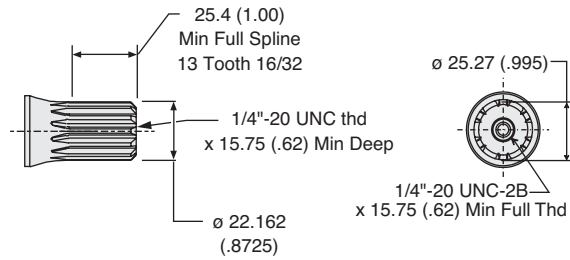 25.4 (1.00)
Min Full Spline
13 Tooth 16/32
ø 25.27 (.995)
1/4"-20 UNC thd
x 15.75 (.62) Min Deep
1/4"-20 UNC-2B
x 15.75 (.62) Min Full Thd
ø 22.162
(.8725)